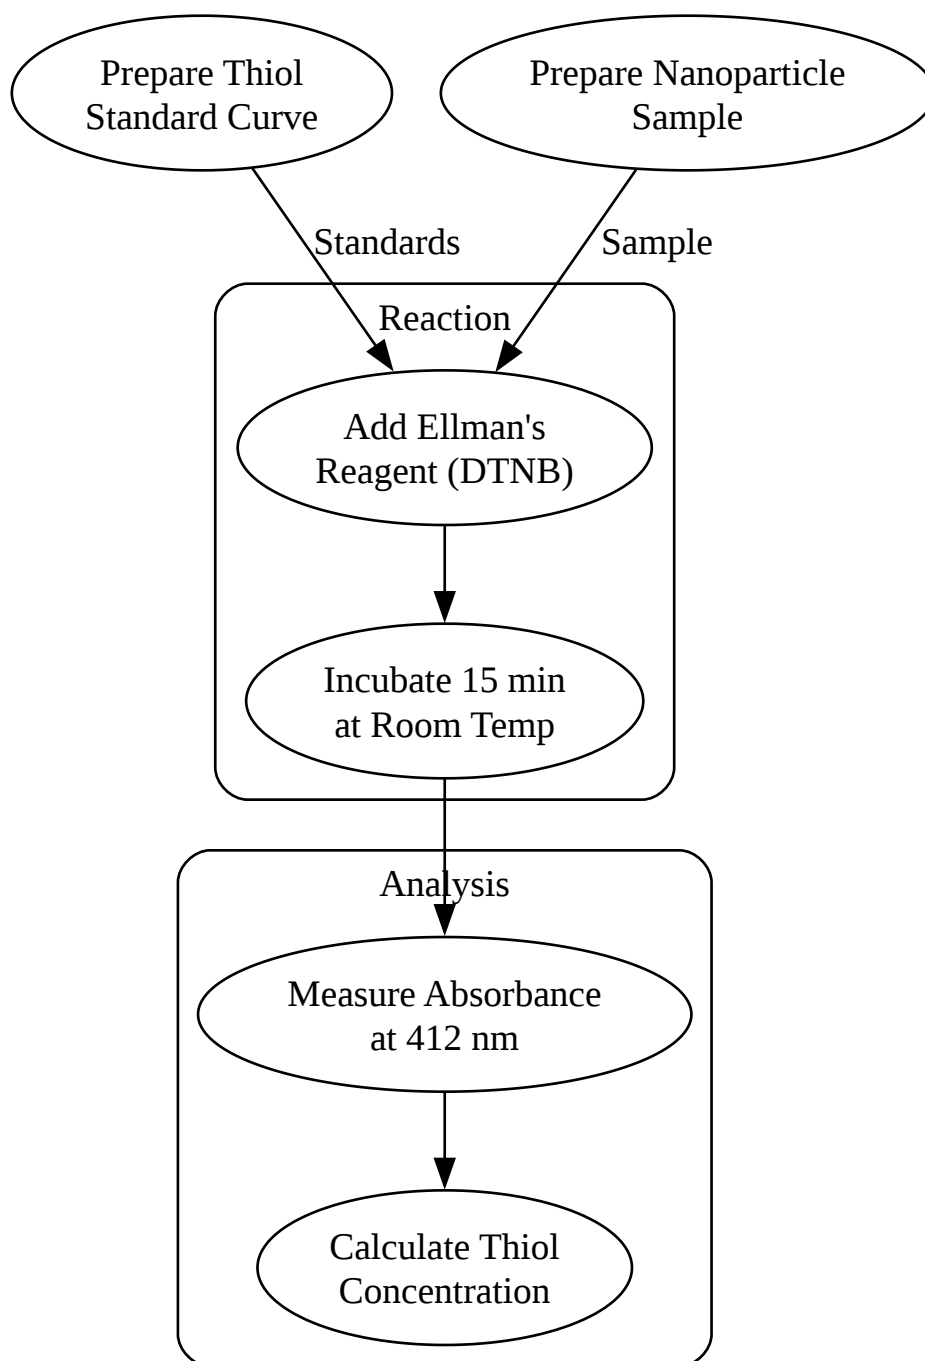 Prepare Thiol
Standard Curve
Prepare Nanoparticle
Sample
Standards
Sample
Reaction
Add Ellman's
Reagent (DTNB)
Incubate 15 min
at Room Temp
Analysis
Measure Absorbance
at 412 nm
Calculate Thiol
Concentration